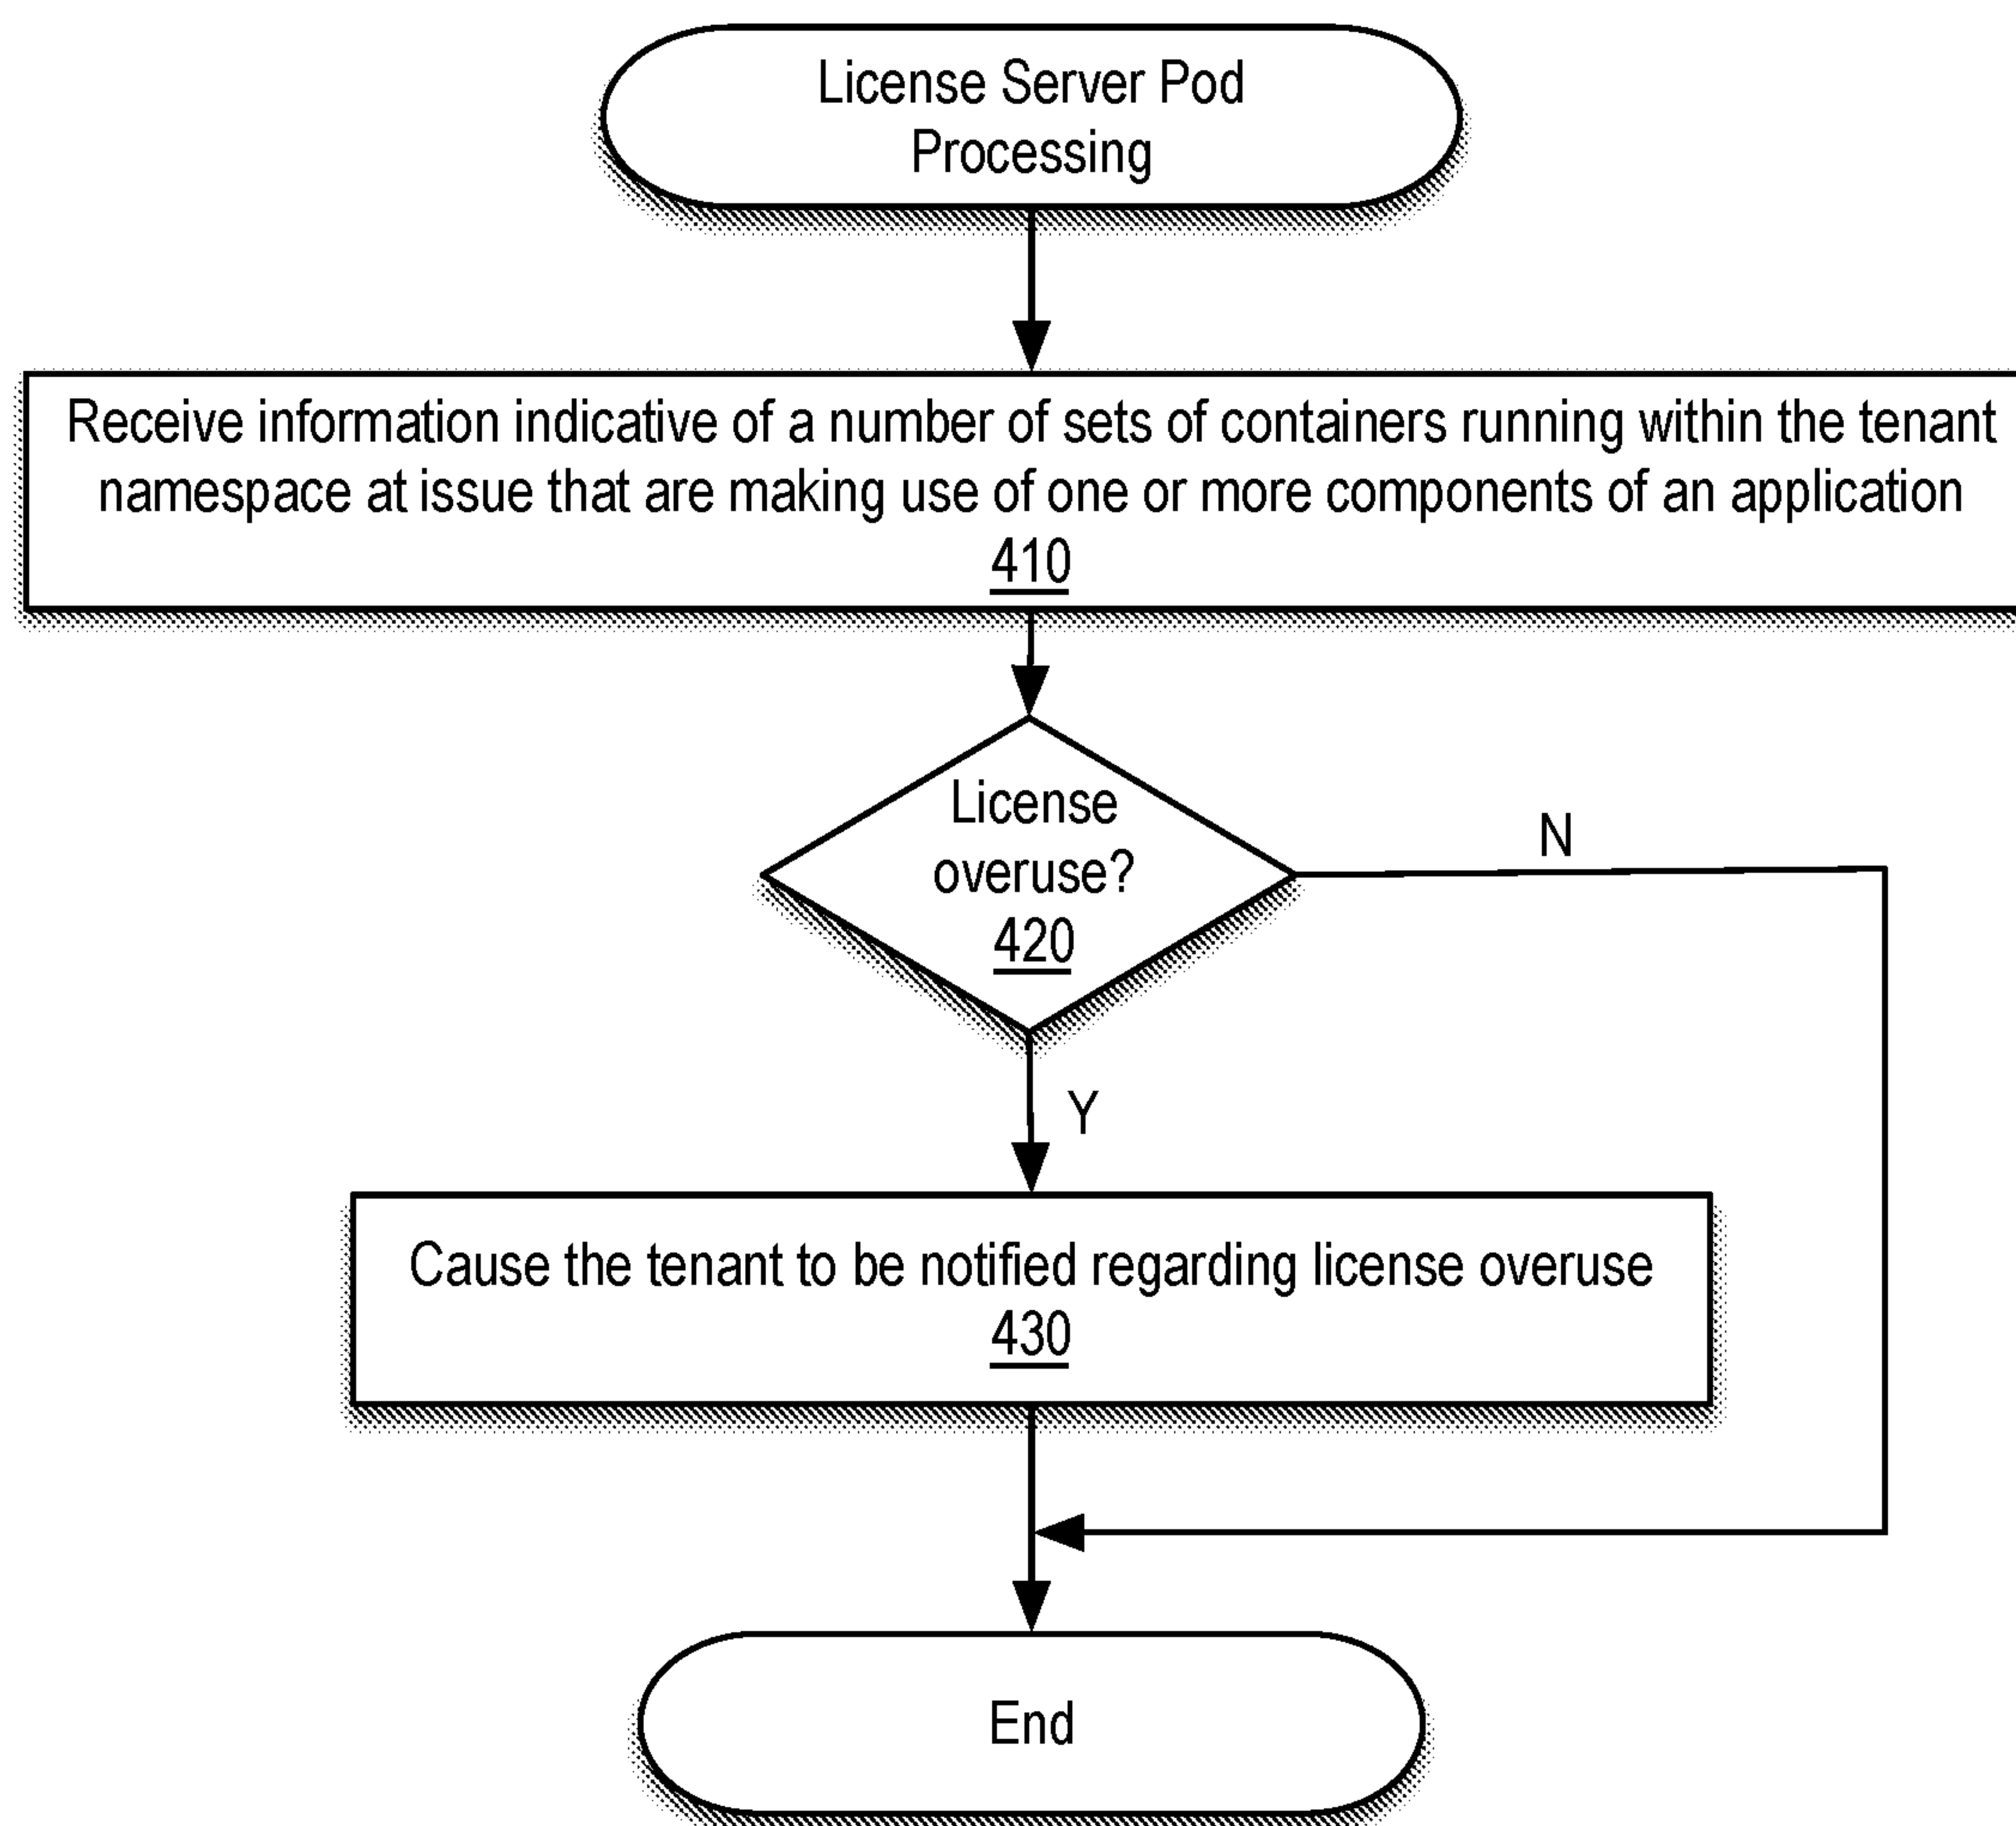 License Server Pod
Processing
Receive information indicative of a number of sets of containers running within the tenant
namespace at issue that are making use of one or more components of an application
410
License
overuse?
420
N
Y
Cause the tenant to be notified regarding license overuse
430
End